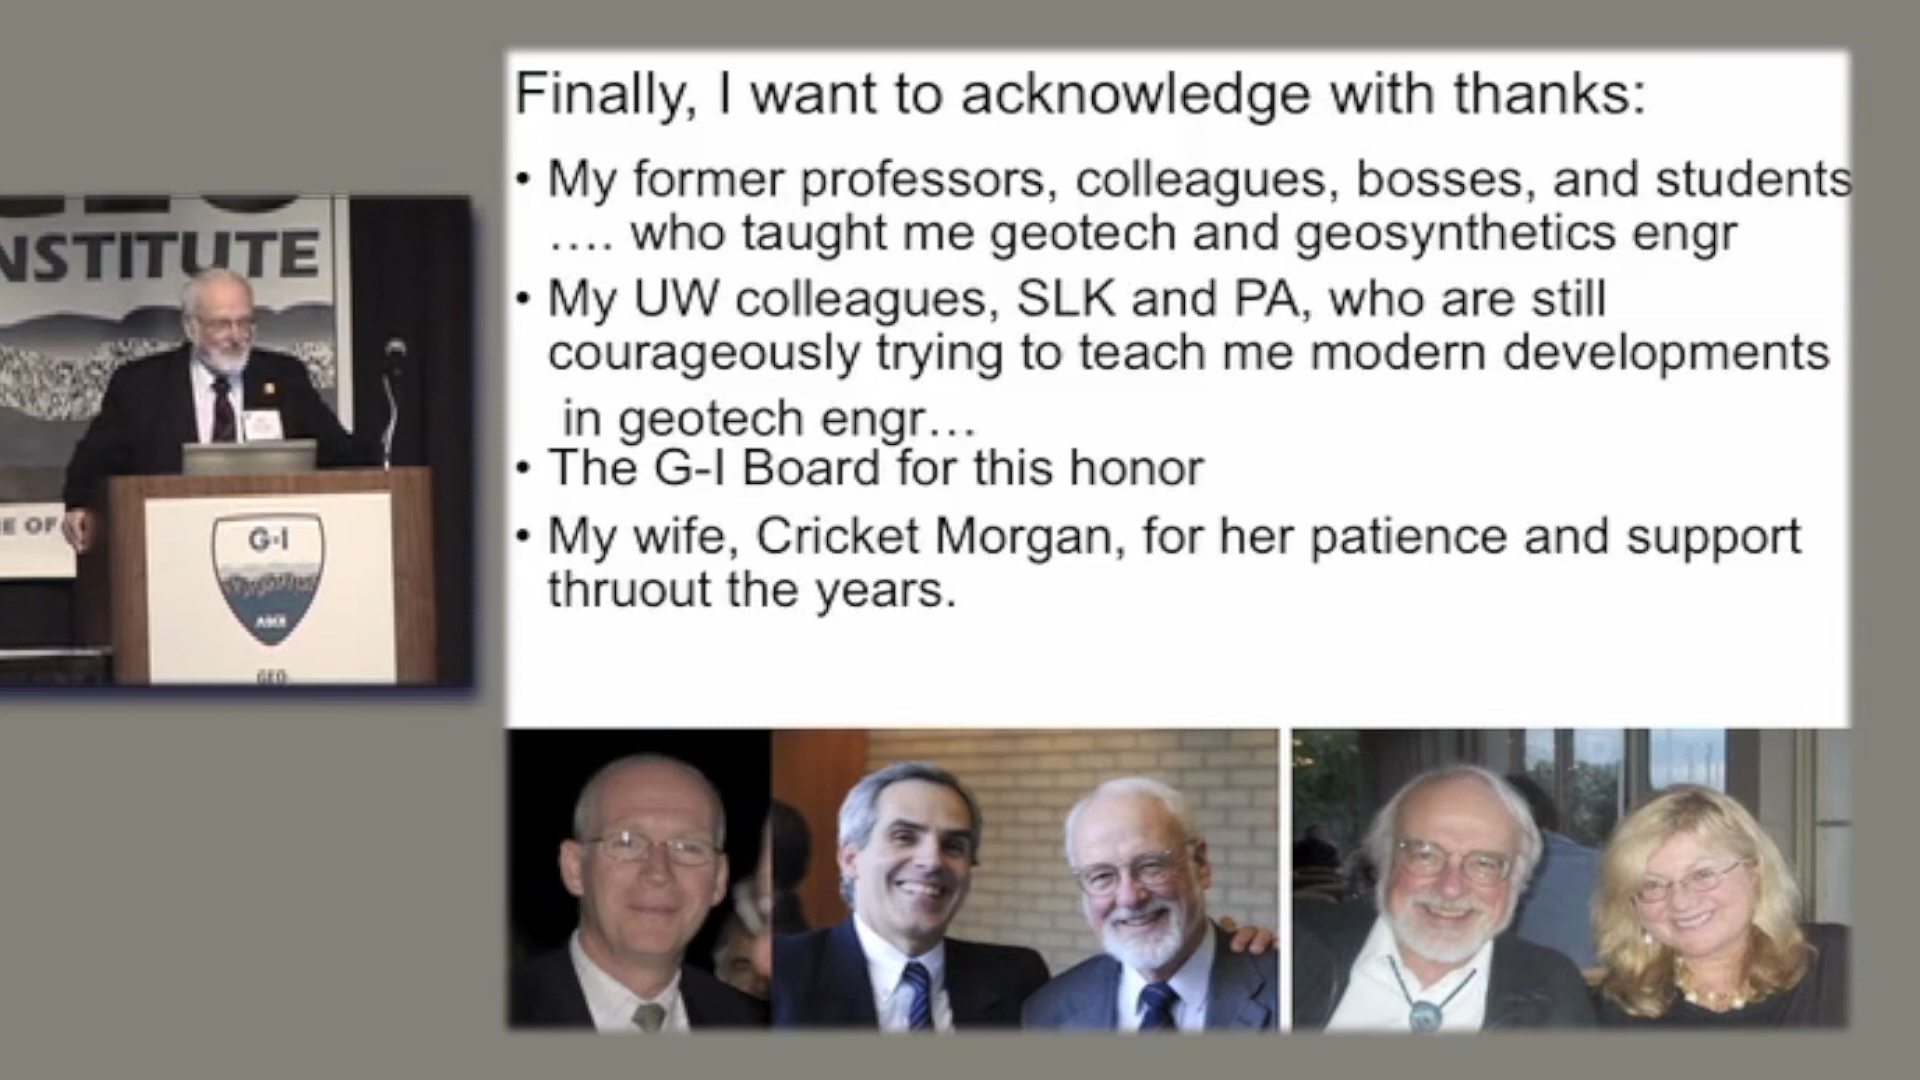 Finally, I want to acknowledge with thanks:
• My former professors, colleagues, bosses, and students
…. who taught me geotech and geosynthetics engr
• My UW colleagues, SLK and PA, who are still
courageously trying to teach me modern developments
in geotech engr…
• The G-I Board for this honor
• My wife, Cricket Morgan, for her patience and support
thruout the years.
NSTITUTE
E OF
G-I
ASCE
GEO